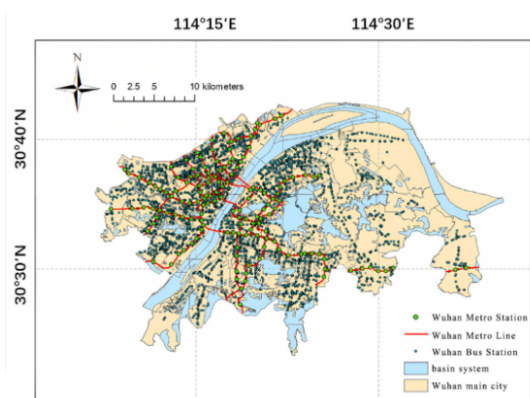 114°15′E 114°30′E
N
0 2.5 5 10 kilometers
30°40′N
30°30′N
Wuhan Metro Station
Wuhan Metro Line
Wuhan Bus Station
basin system
Wuhan main city